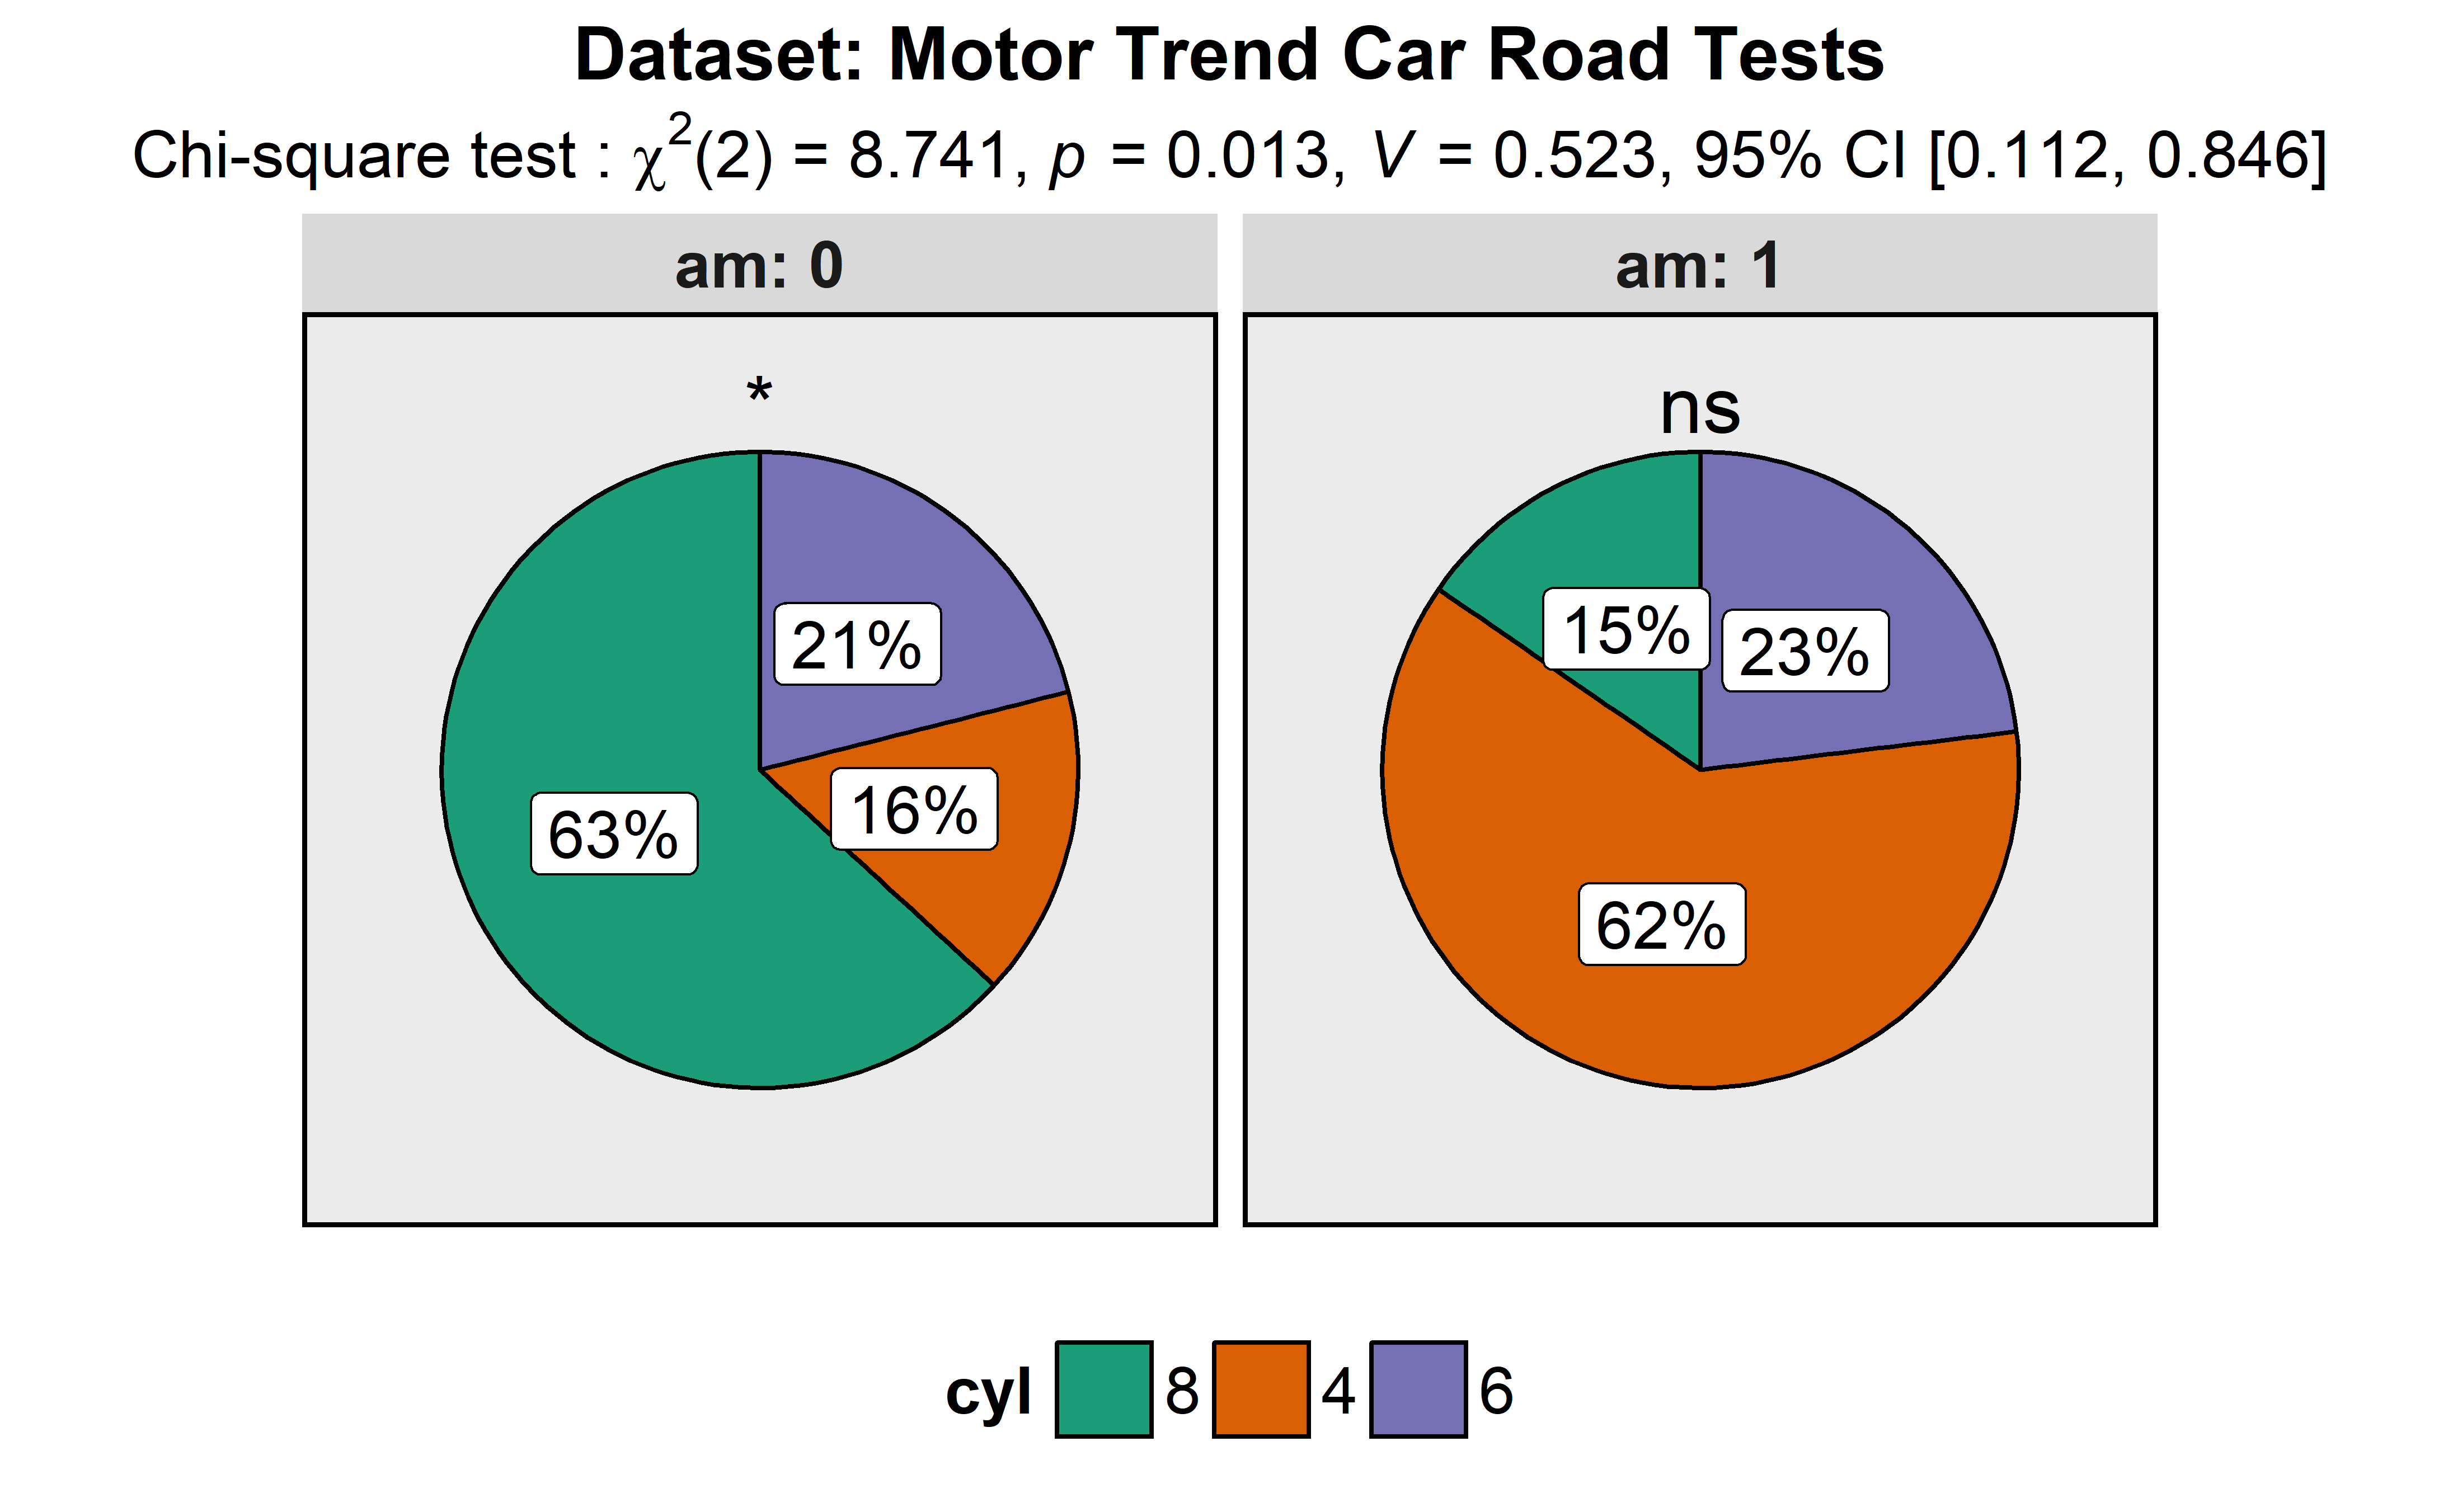 Dataset: Motor Trend Car Road Tests
Chi-square test : χ²(2) = 8.741, p = 0.013, V = 0.523, 95% CI [0.112, 0.846]
am: 0
*
21%
16%
63%
am: 1
ns
15%
23%
62%
cyl 8 4 6